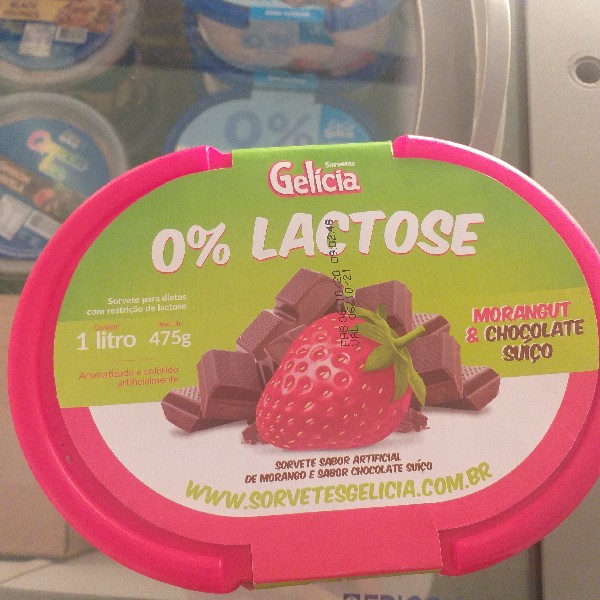 0%
Sorvetes
Gelícia
0% LACTOSE
Sorvete para dietas
com restrição de lactose
1 litro 475g
Aromatizado e colorido
artificialmente
MORANGUT
& CHOCOLATE
SUÍÇO
SORVETE SABOR ARTIFICIAL
DE MORANGO E SABOR CHOCOLATE SUÍÇO
WWW.SORVETESGELICIA.COM.BR